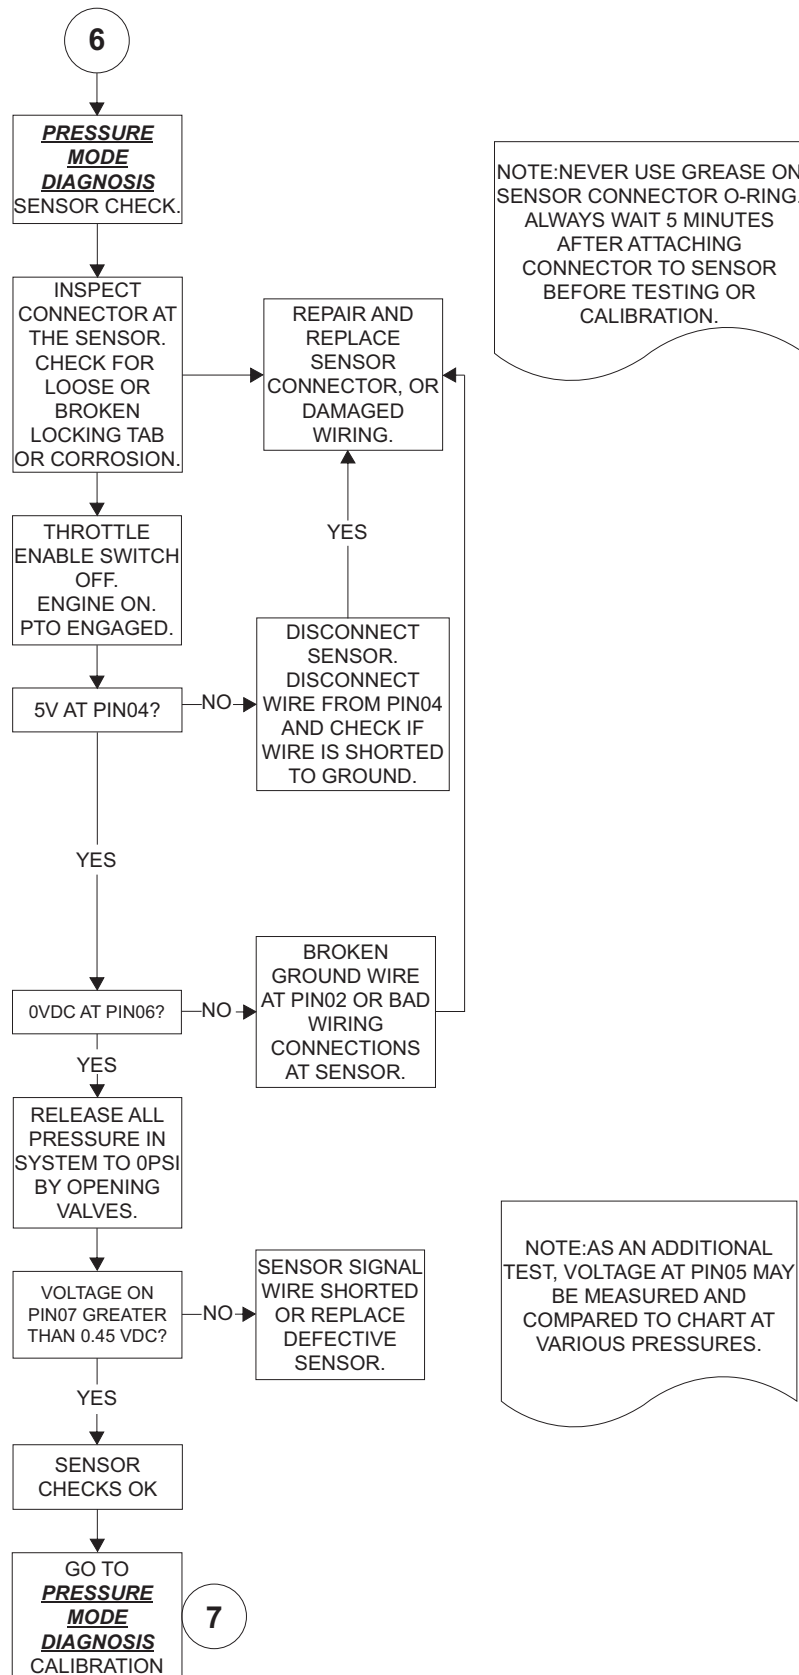 6
PRESSURE
MODE
DIAGNOSIS
SENSOR CHECK.
NOTE:NEVER USE GREASE ON
SENSOR CONNECTOR O-RING.
ALWAYS WAIT 5 MINUTES
AFTER ATTACHING
CONNECTOR TO SENSOR
BEFORE TESTING OR
CALIBRATION.
INSPECT
CONNECTOR AT
THE SENSOR.
CHECK FOR
LOOSE OR
BROKEN
LOCKING TAB
OR CORROSION.
REPAIR AND
REPLACE
SENSOR
CONNECTOR, OR
DAMAGED
WIRING.
THROTTLE
ENABLE SWITCH
OFF.
ENGINE ON.
PTO ENGAGED.
YES
5V AT PIN04?
NO
DISCONNECT
SENSOR.
DISCONNECT
WIRE FROM PIN04
AND CHECK IF
WIRE IS SHORTED
TO GROUND.
YES
0VDC AT PIN06?
NO
BROKEN
GROUND WIRE
AT PIN02 OR BAD
WIRING
CONNECTIONS
AT SENSOR.
YES
RELEASE ALL
PRESSURE IN
SYSTEM TO 0PSI
BY OPENING
VALVES.
VOLTAGE ON
PIN07 GREATER
THAN 0.45 VDC?
NO
SENSOR SIGNAL
WIRE SHORTED
OR REPLACE
DEFECTIVE
SENSOR.
NOTE:AS AN ADDITIONAL
TEST, VOLTAGE AT PIN05 MAY
BE MEASURED AND
COMPARED TO CHART AT
VARIOUS PRESSURES.
YES
SENSOR
CHECKS OK
GO TO
PRESSURE
MODE
DIAGNOSIS
CALIBRATION
7